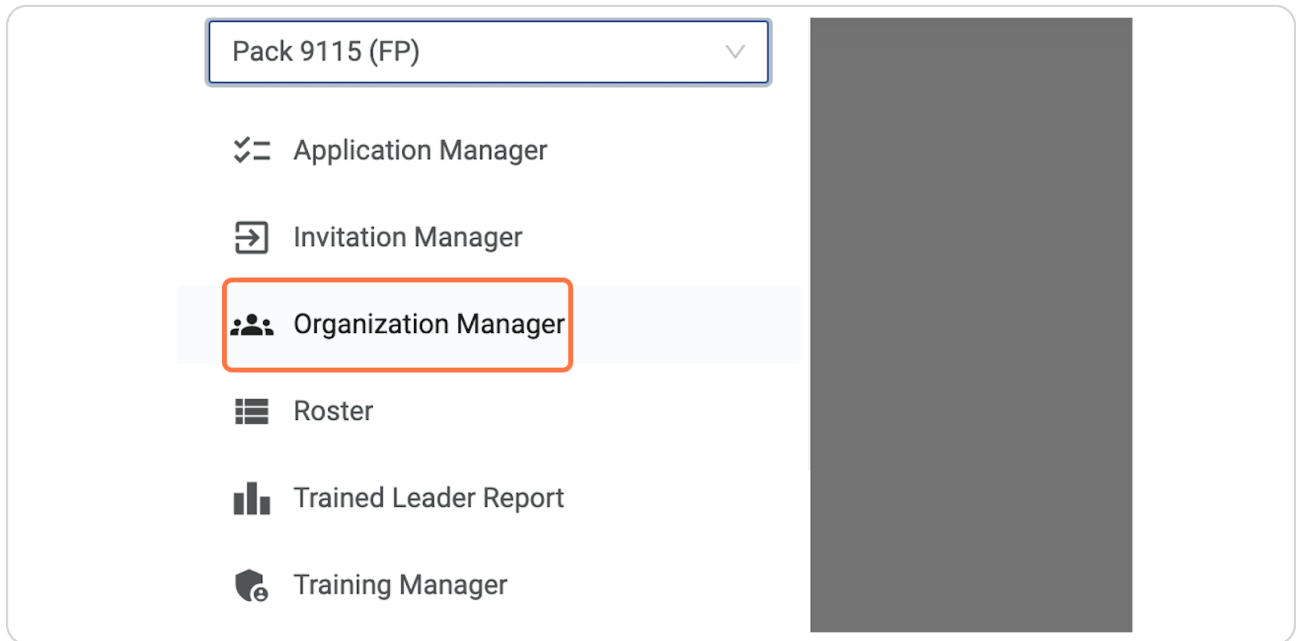 Pack 9115 (FP)
Application Manager
Invitation Manager
Organization Manager
Roster
Trained Leader Report
Training Manager